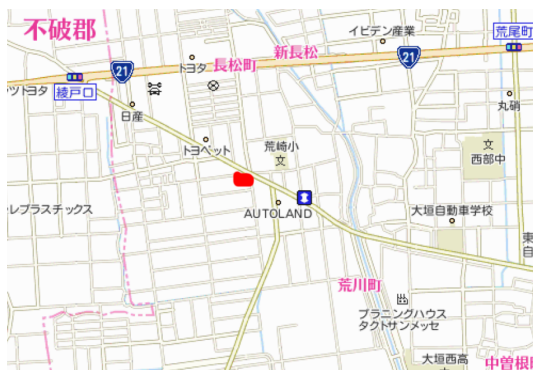 不破郡
イビデン産業
荒尾町
新長松
21
21
トヨタ
長松町
綾戸口
ツトヨタ
日産
丸硝
トヨペット
荒崎小
文
文
西部中
レプラスチックス
AUTOLAND
大垣自動車学校
東
自
荒川町
プラニングハウス
タクトサンメッセ
大垣西高
中曽根町